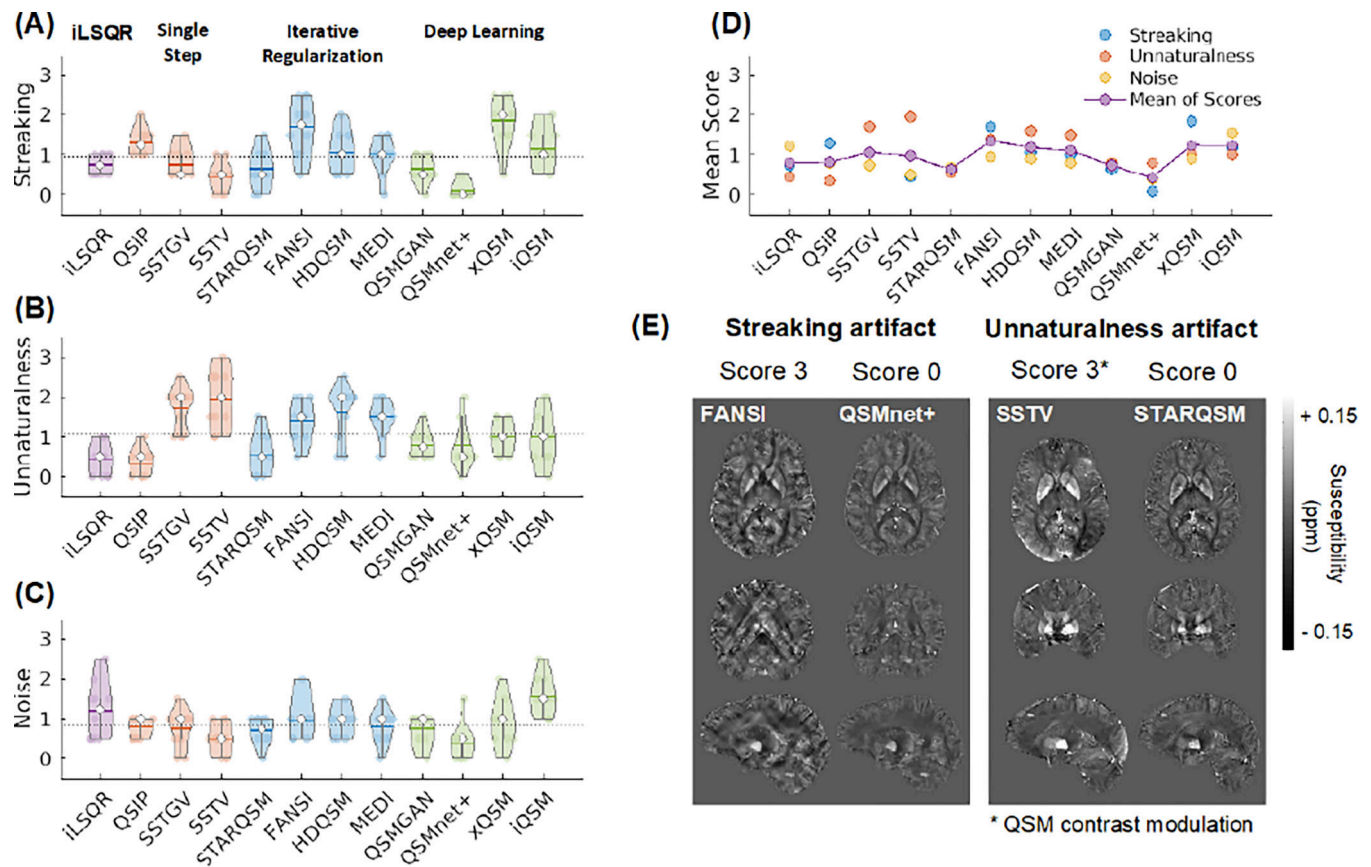 (A)
iLSQR
Single
Step
Iterative
Regularization
Deep Learning
Streaking
3
2
1
0
iLSQR
QSIP
SSTGV
SSTV
STARQSM
FANSI
HDQSM
MEDI
QSMGAN
QSMnet+
xQSM
iQSM
(B)
Unnaturalness
3
2
1
0
iLSQR
QSIP
SSTGV
SSTV
STARQSM
FANSI
HDQSM
MEDI
QSMGAN
QSMnet+
xQSM
iQSM
(C)
Noise
3
2
1
0
iLSQR
QSIP
SSTGV
SSTV
STARQSM
FANSI
HDQSM
MEDI
QSMGAN
QSMnet+
xQSM
iQSM
(D)
Streaking
Unnaturalness
Noise
Mean of Scores
Mean Score
3
2
1
0
iLSQR
QSIP
SSTGV
SSTV
STARQSM
FANSI
HDQSM
MEDI
QSMGAN
QSMnet+
xQSM
iQSM
(E)
Streaking artifact
Unnaturalness artifact
Score 3
Score 0
Score 3*
Score 0
FANSI
QSMnet+
SSTV
STARQSM
+ 0.15
Susceptibility
(ppm)
- 0.15
* QSM contrast modulation